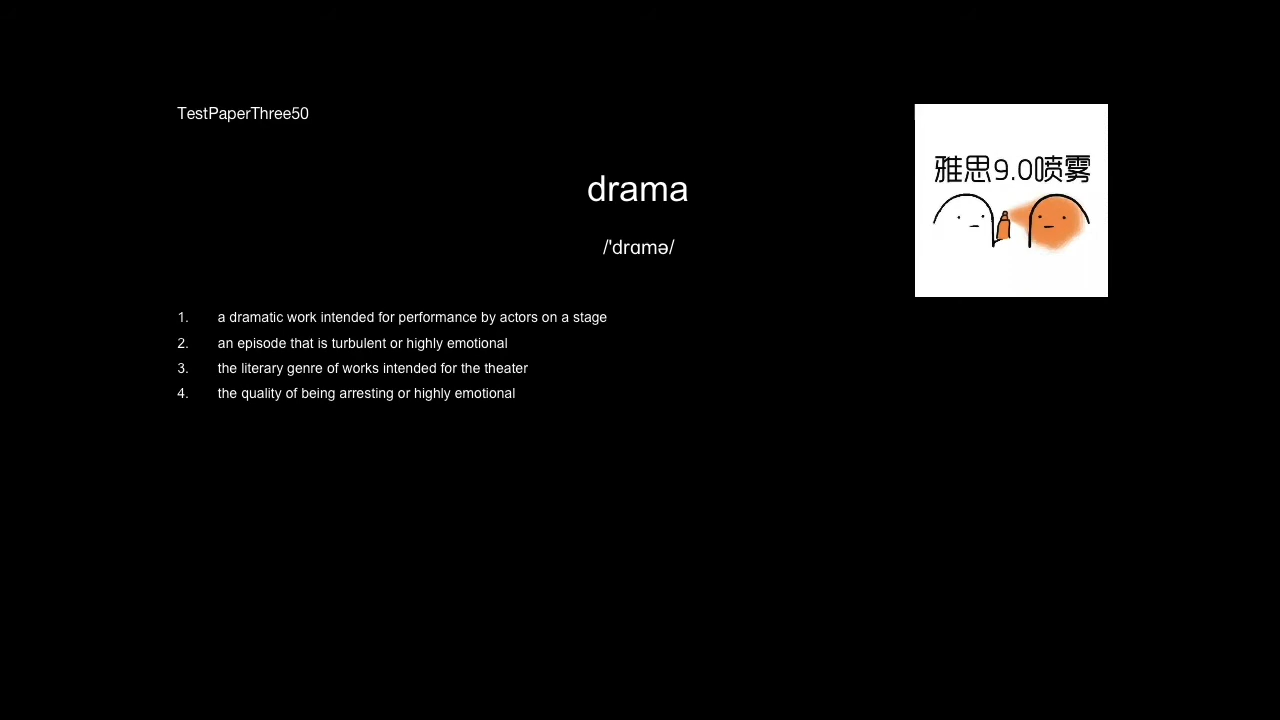 TestPaperThree50
雅思9.0喷雾
drama
/'drɑmə/
1. a dramatic work intended for performance by actors on a stage
2. an episode that is turbulent or highly emotional
3. the literary genre of works intended for the theater
4. the quality of being arresting or highly emotional